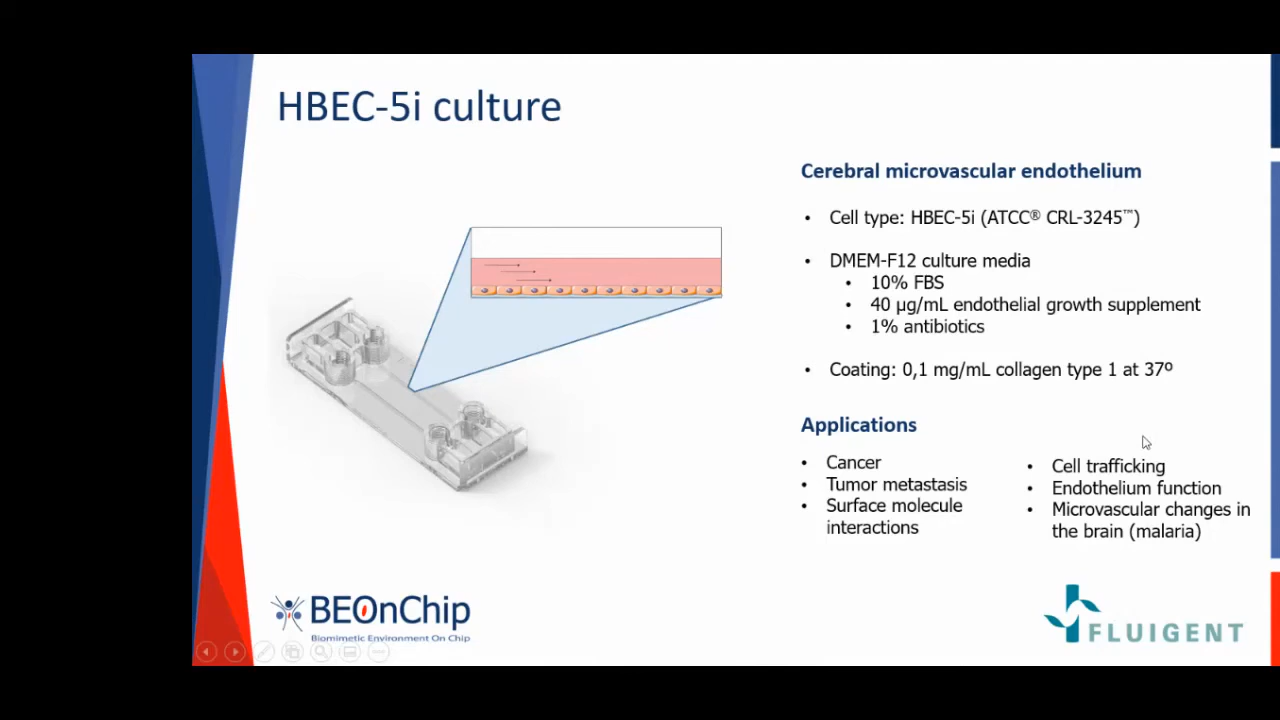 HBEC-5i culture
Cerebral microvascular endothelium
• Cell type: HBEC-5i (ATCC® CRL-3245™)
• DMEM-F12 culture media
• 10% FBS
• 40 µg/mL endothelial growth supplement
• 1% antibiotics
• Coating: 0,1 mg/mL collagen type 1 at 37º
Applications
• Cancer
• Tumor metastasis
• Surface molecule
interactions
• Cell trafficking
• Endothelium function
• Microvascular changes in
the brain (malaria)
BEOnChip
Biomimetic Environment On Chip
FLUIGENT